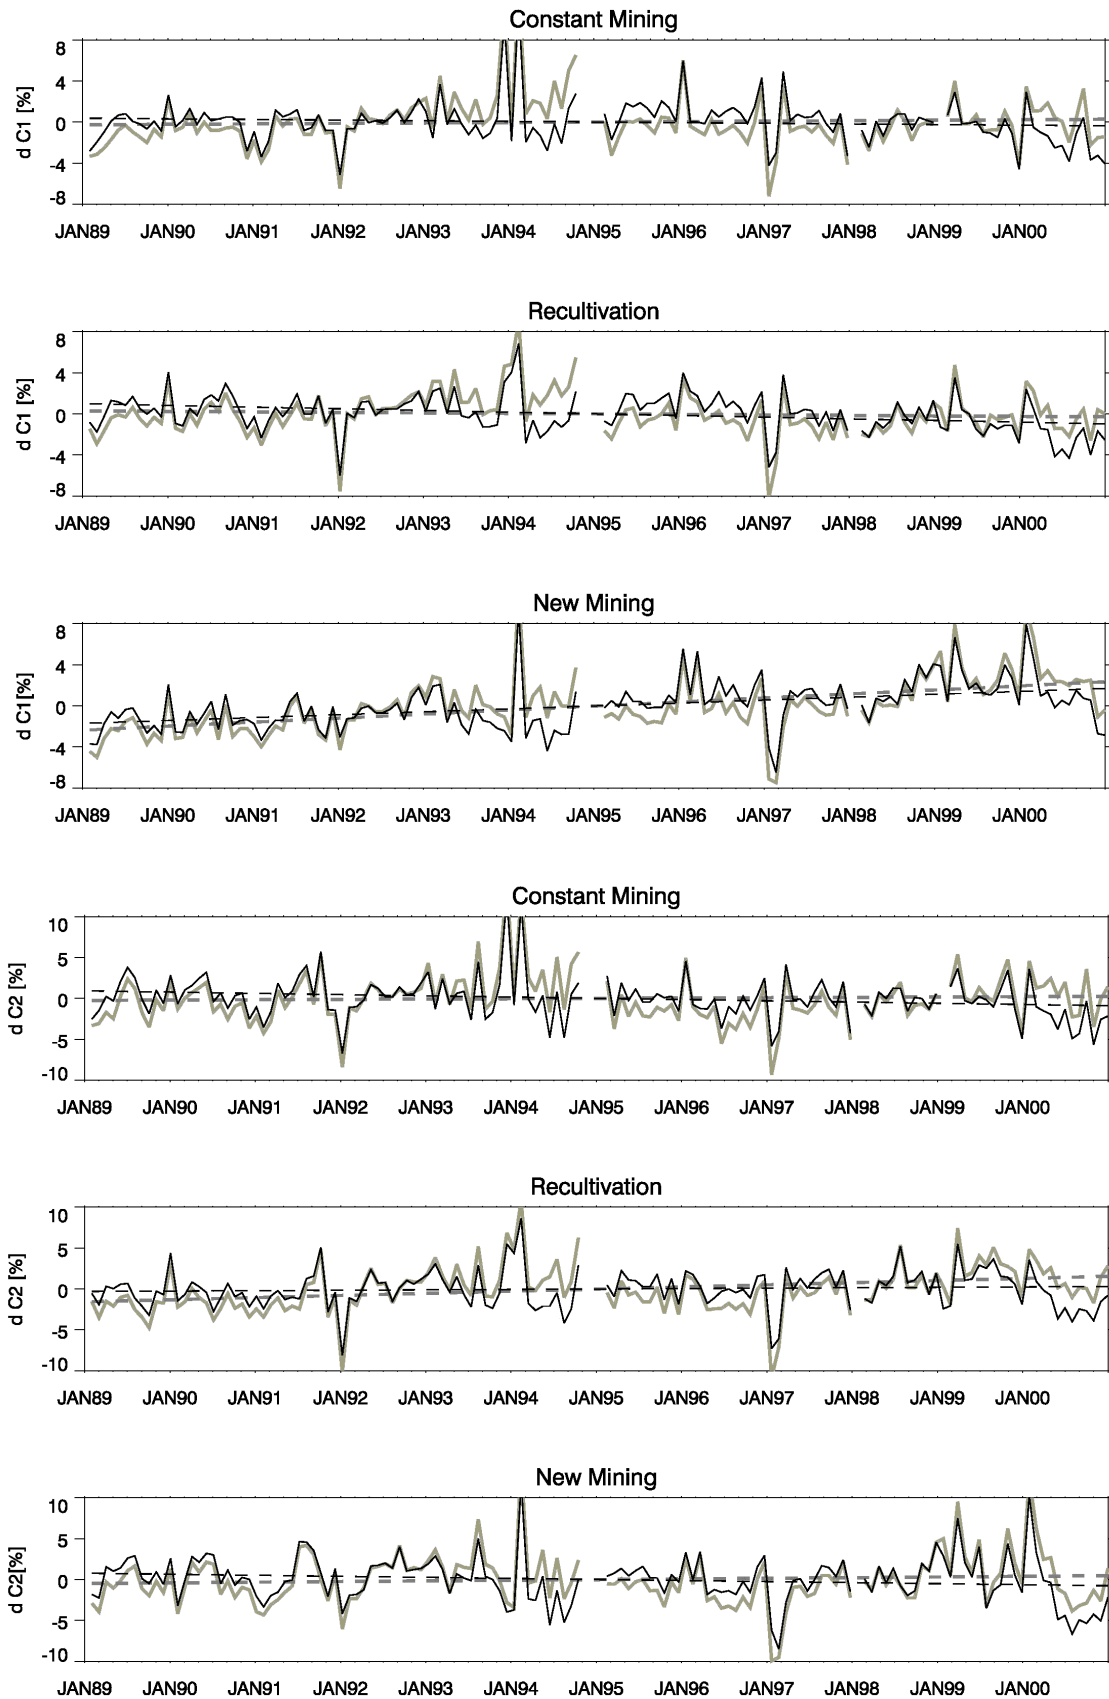 Constant Mining
8
4
0
-4
-8
d C1 [%]
JAN89 JAN90 JAN91 JAN92 JAN93 JAN94 JAN95 JAN96 JAN97 JAN98 JAN99 JAN00
Recultivation
8
4
0
-4
-8
d C1 [%]
JAN89 JAN90 JAN91 JAN92 JAN93 JAN94 JAN95 JAN96 JAN97 JAN98 JAN99 JAN00
New Mining
8
4
0
-4
-8
d C1[%]
JAN89 JAN90 JAN91 JAN92 JAN93 JAN94 JAN95 JAN96 JAN97 JAN98 JAN99 JAN00
Constant Mining
10
5
0
-5
-10
d C2 [%]
JAN89 JAN90 JAN91 JAN92 JAN93 JAN94 JAN95 JAN96 JAN97 JAN98 JAN99 JAN00
Recultivation
10
5
0
-5
-10
d C2 [%]
JAN89 JAN90 JAN91 JAN92 JAN93 JAN94 JAN95 JAN96 JAN97 JAN98 JAN99 JAN00
New Mining
10
5
0
-5
-10
d C2[%]
JAN89 JAN90 JAN91 JAN92 JAN93 JAN94 JAN95 JAN96 JAN97 JAN98 JAN99 JAN00